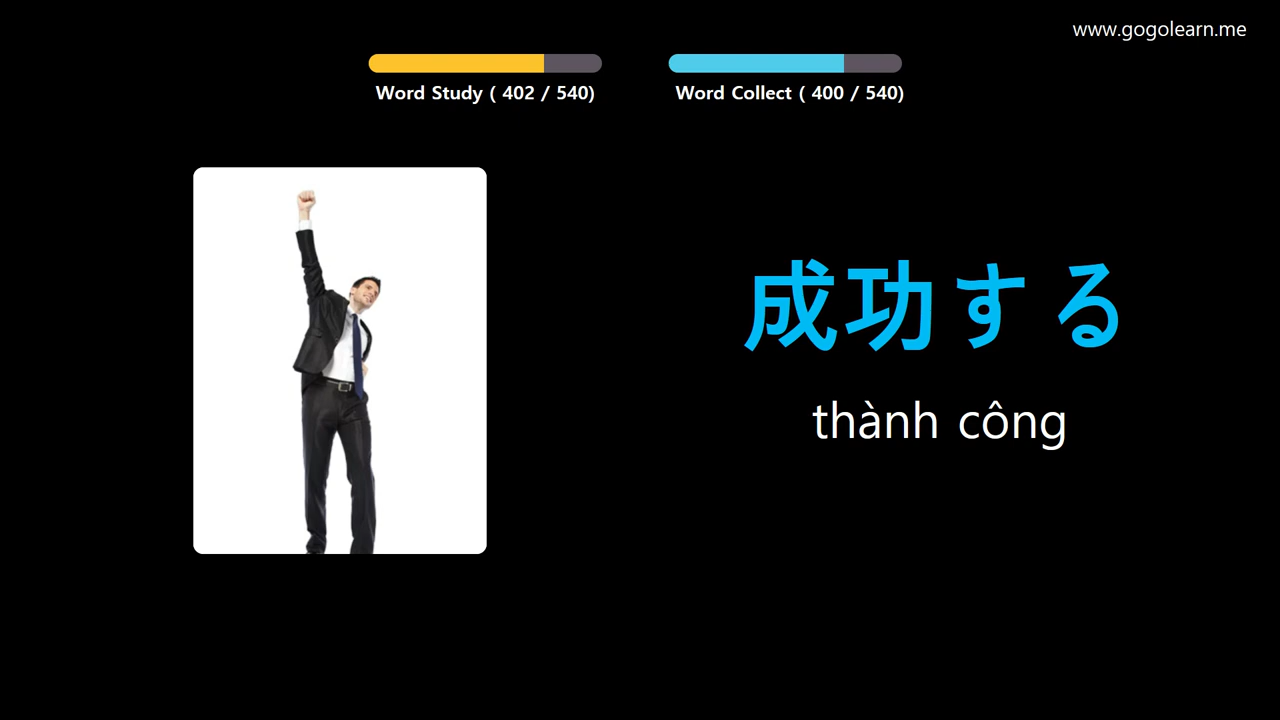 www.gogolearn.me
Word Study ( 402 / 540)
Word Collect ( 400 / 540)
成功する
thành công